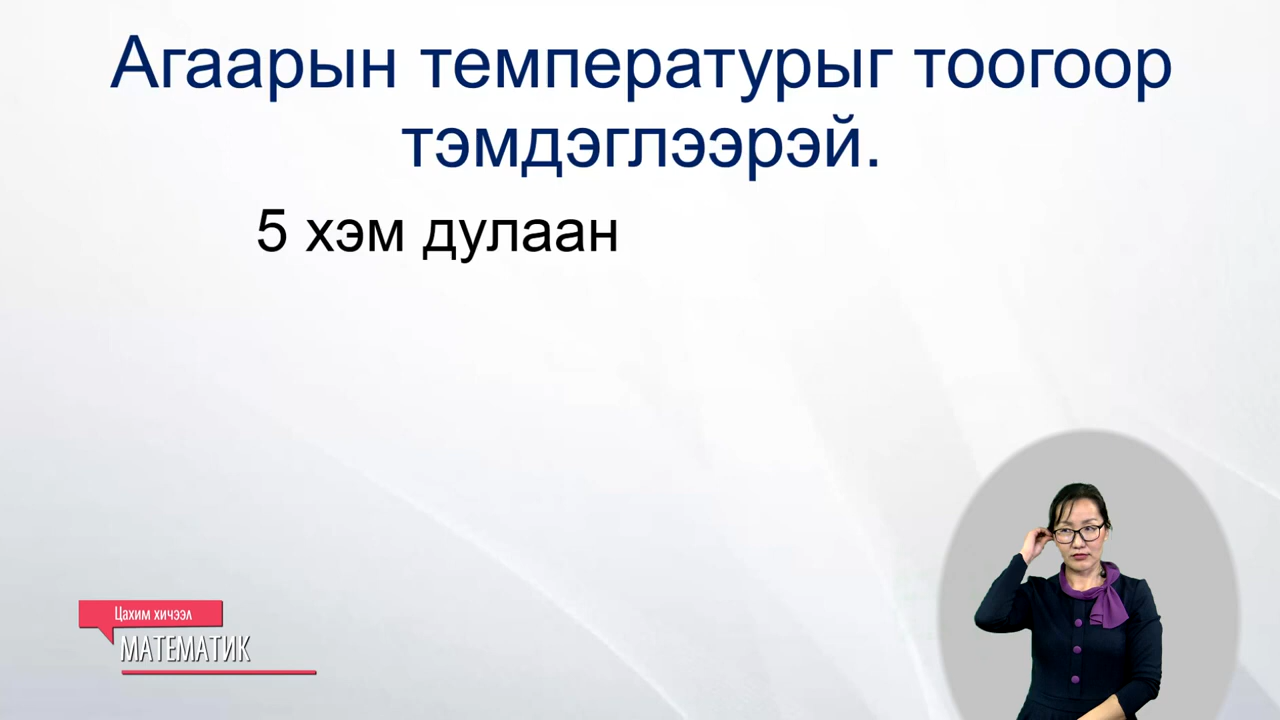 Агаарын температурыг тоогоор
тэмдэглээрэй.
5 хэм дулаан
Цахим хичээл
МАТЕМАТИК